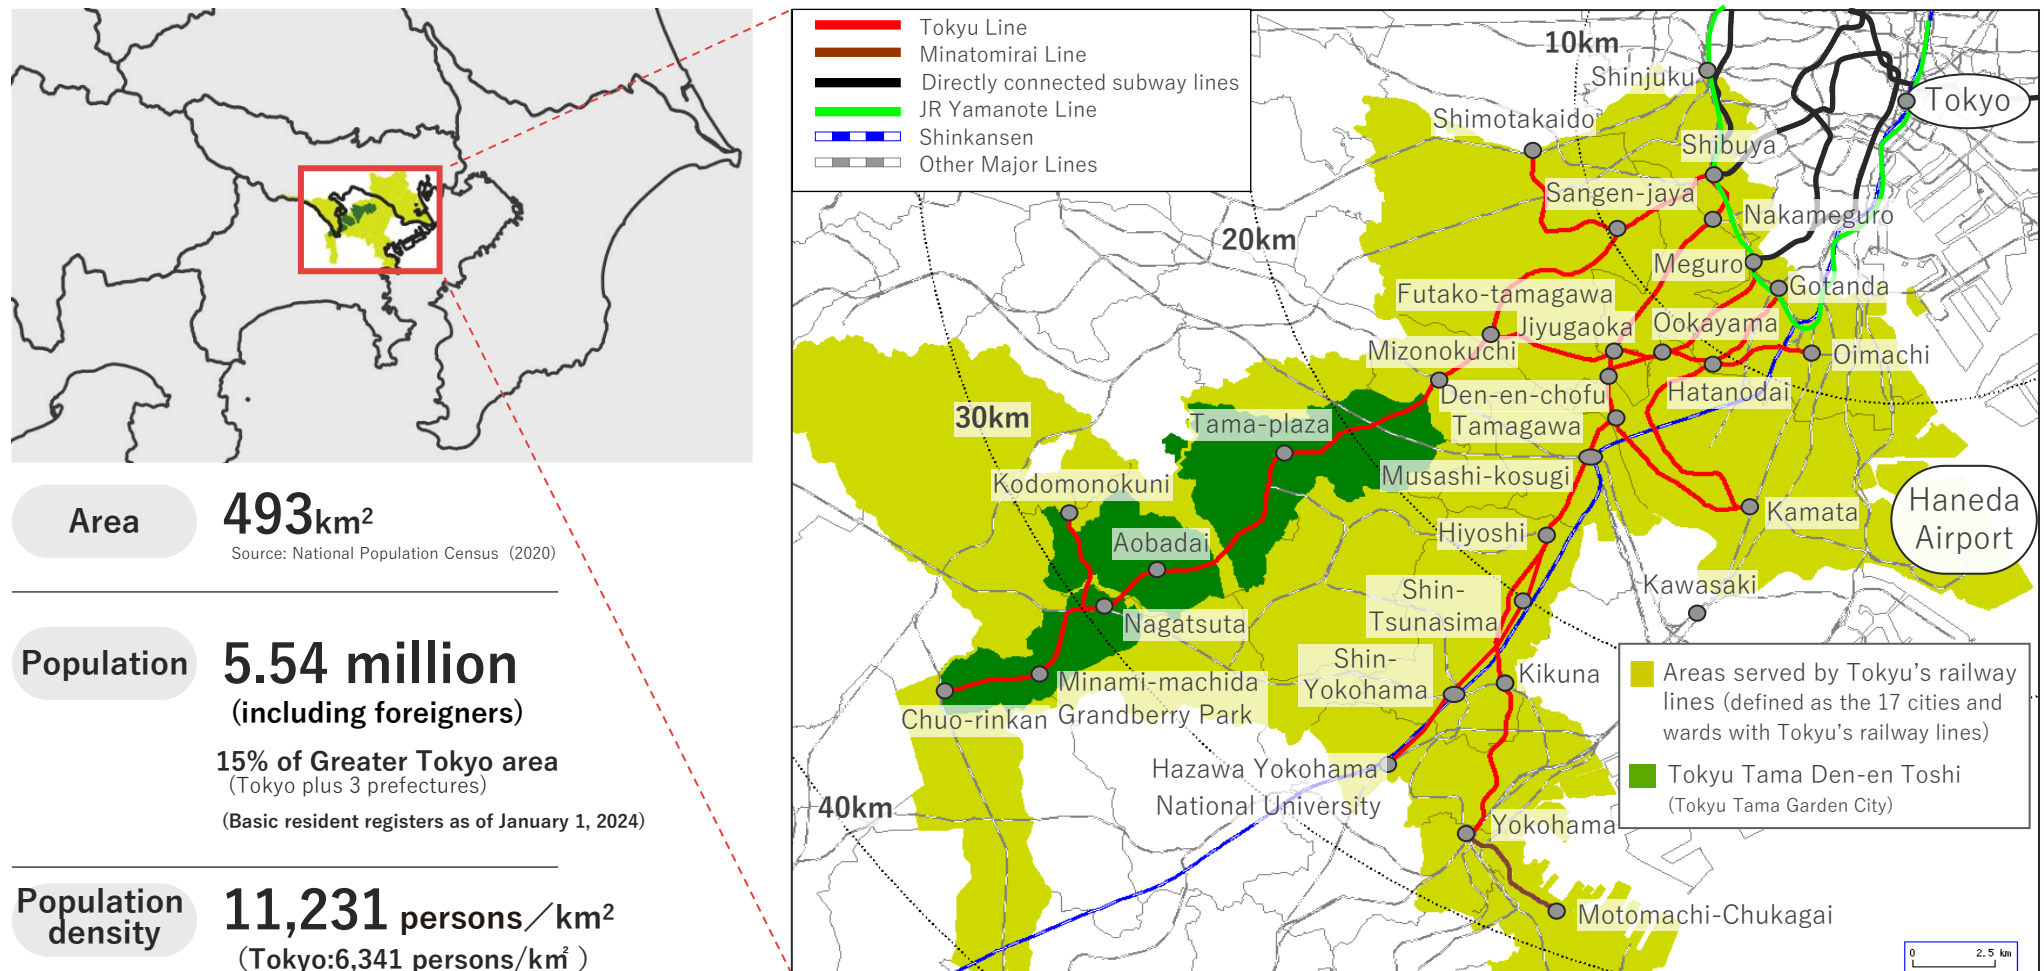 Area
493km²
Source: National Population Census (2020)
Population
5.54 million
(including foreigners)
15% of Greater Tokyo area
(Tokyo plus 3 prefectures)
(Basic resident registers as of January 1, 2024)
Population
density
11,231 persons／km²
(Tokyo:6,341 persons/km²)
Tokyu Line
Minatomirai Line
Directly connected subway lines
JR Yamanote Line
Shinkansen
Other Major Lines
10km
Shinjuku
Tokyo
Shimotakaido
Shibuya
Sangen-jaya
Nakameguro
20km
Meguro
Gotanda
Futako-tamagawa
Jiyugaoka
Ookayama
Mizonokuchi
Oimachi
Den-en-chofu
Hatanodai
30km
Tama-plaza
Tamagawa
Musashi-kosugi
Kodomonokuni
Kamata
Haneda
Airport
Hiyoshi
Aobadai
Kawasaki
Shin-
Tsunasima
Nagatsuta
Shin-
Yokohama
Kikuna
Minami-machida
Grandberry Park
Chuo-rinkan
Hazawa Yokohama
National University
40km
Yokohama
Motomachi-Chukagai
Areas served by Tokyu's railway
lines (defined as the 17 cities and
wards with Tokyu's railway lines)
Tokyu Tama Den-en Toshi
(Tokyu Tama Garden City)
0 2.5 km